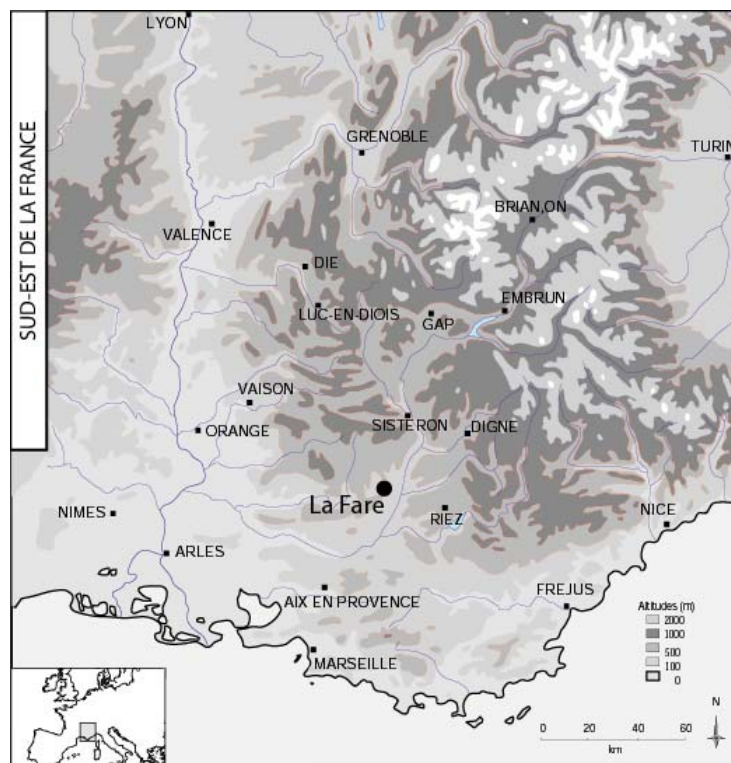 SUD-EST DE LA FRANCE
LYON
GRENOBLE
TURIN
BRIAN,ON
VALENCE
DIE
LUC-EN-DIOIS
EMBRUN
GAP
VAISON
ORANGE
SISTERON
DIGNE
La Fare
NIMES
RIEZ
NICE
ARLES
AIX EN PROVENCE
FREJUS
MARSEILLE
Altitudes (m)
2000
1000
500
100
0
N
0 20 40 60
km